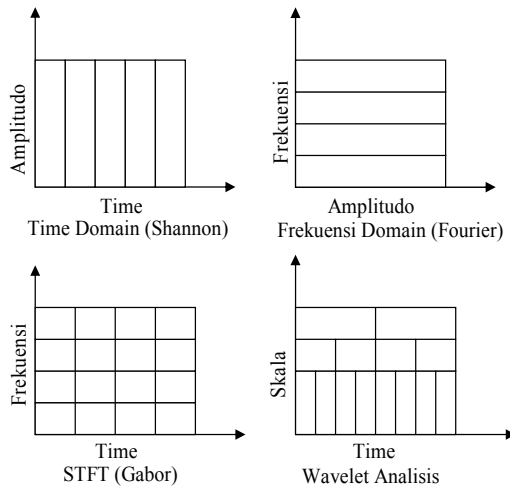 Amplitudo
Time
Time Domain (Shannon)
Frekuensi
Amplitudo
Frekuensi Domain (Fourier)
Frekuensi
Time
STFT (Gabor)
Skala
Time
Wavelet Analisis